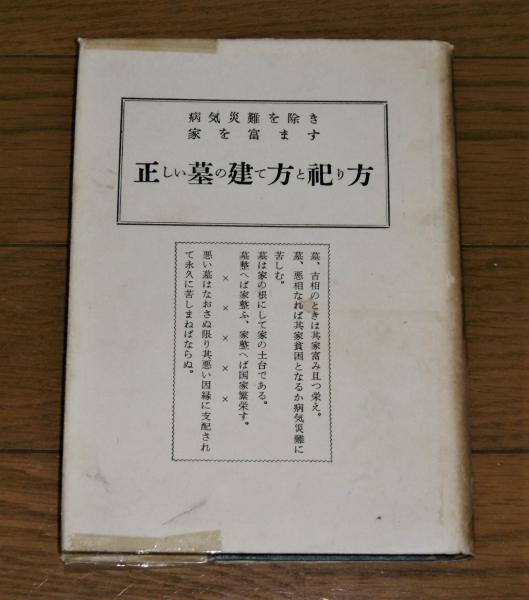 病気災難を除き
家を富ます
正しい墓の建て方と祀り方
墓、吉相のときは其家富み且つ栄え。
墓、悪相なれば其家貧困となるか病気災難に
苦しむ。
墓は家の根にして家の土台である。
墓整へば家整ふ、家整へば国家繁栄す。
×　×　×　×　×
悪い墓はなおさぬ限り其悪い因縁に支配され
て永久に苦しまねばならぬ。